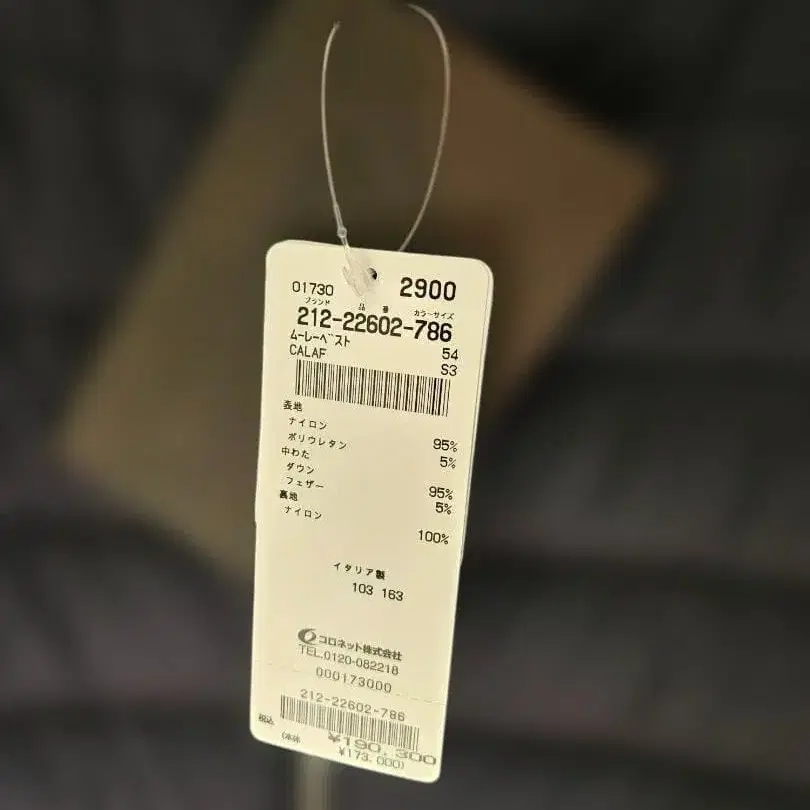 01730 2900
ブランド 品番 カラーサイズ
212-22602-786
ムーレーベスト 54
CALAF S3
表地
ナイロン 95%
ポリウレタン 5%
中わた
ダウン 95%
フェザー 5%
裏地
ナイロン 100%
イタリア製
103 163
コロネット株式会社
TEL.0120-082218
000173000
212-22602-786
税込 ¥190,300
(本体 ¥173,000)